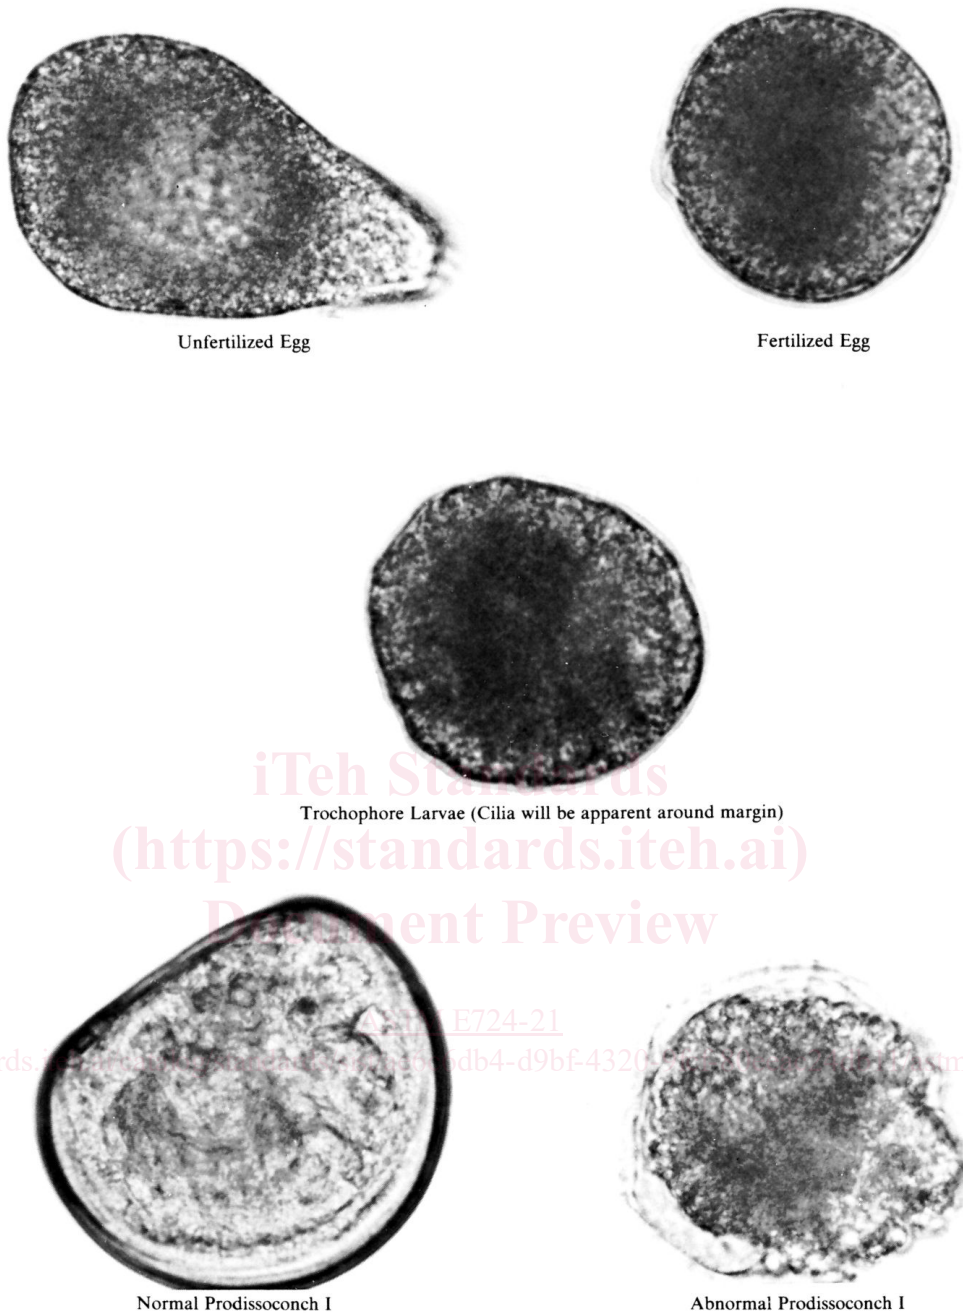 Unfertilized Egg
Fertilized Egg
iTeh Standards
Trochophore Larvae (Cilia will be apparent around margin)
(https://standards.iteh.ai)
Document Preview
E724-21
Normal Prodissoconch I
Abnormal Prodissoconch I